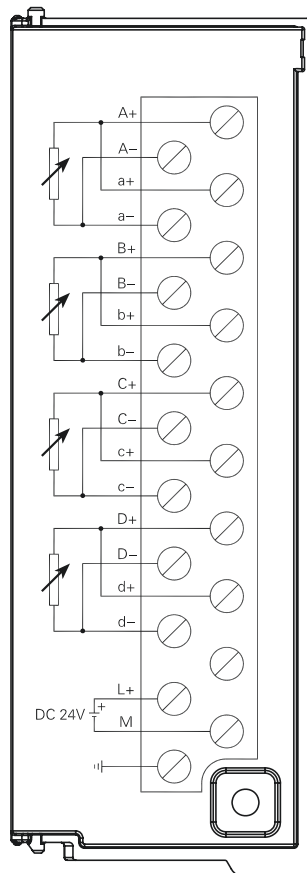 A+
A−
a+
a−
B+
B−
b+
b−
C+
C−
c+
c−
D+
D−
d+
d−
L+
DC 24V
+
M